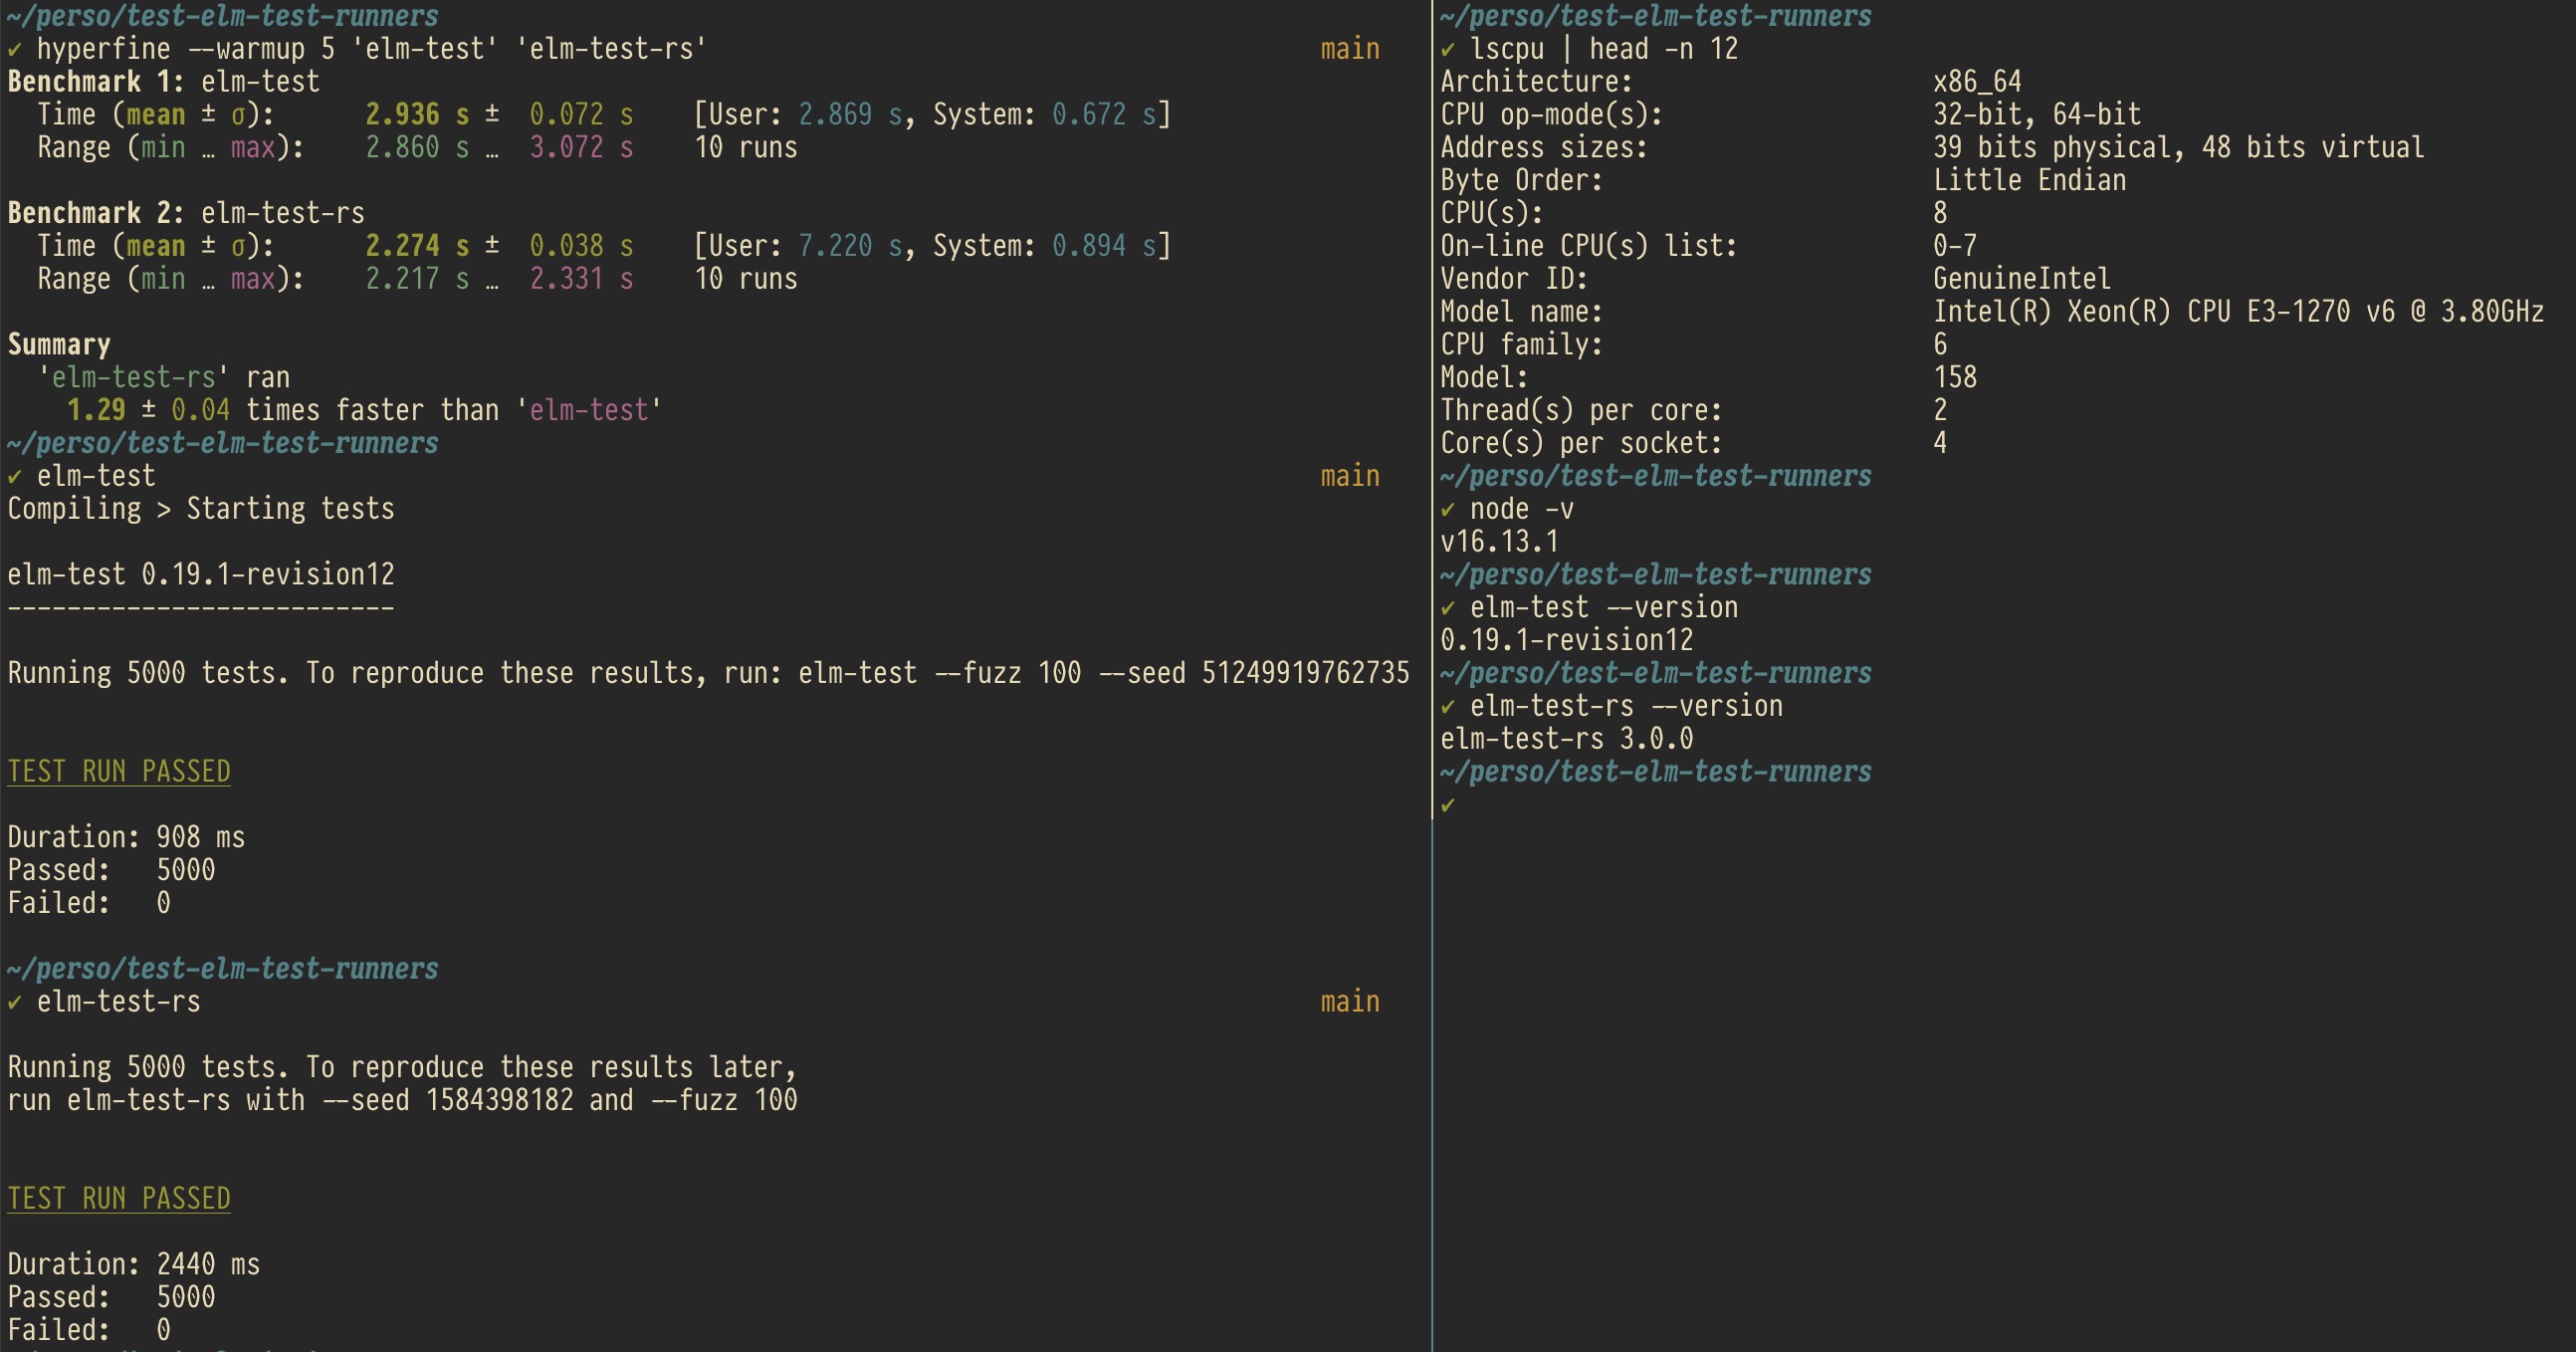 ~/perso/test-elm-test-runners
✔ hyperfine --warmup 5 'elm-test' 'elm-test-rs' main
Benchmark 1: elm-test
  Time (mean ± σ):      2.936 s ±  0.072 s    [User: 2.869 s, System: 0.672 s]
  Range (min … max):    2.860 s …  3.072 s    10 runs

Benchmark 2: elm-test-rs
  Time (mean ± σ):      2.274 s ±  0.038 s    [User: 7.220 s, System: 0.894 s]
  Range (min … max):    2.217 s …  2.331 s    10 runs

Summary
  'elm-test-rs' ran
    1.29 ± 0.04 times faster than 'elm-test'
~/perso/test-elm-test-runners
✔ elm-test main
Compiling > Starting tests

elm-test 0.19.1-revision12
--------------------------

Running 5000 tests. To reproduce these results, run: elm-test --fuzz 100 --seed 51249919762735

TEST RUN PASSED

Duration: 908 ms
Passed:   5000
Failed:   0

~/perso/test-elm-test-runners
✔ elm-test-rs main

Running 5000 tests. To reproduce these results later,
run elm-test-rs with --seed 1584398182 and --fuzz 100

TEST RUN PASSED

Duration: 2440 ms
Passed:   5000
Failed:   0

~/perso/test-elm-test-runners
✔ lscpu | head -n 12
Architecture: x86_64
CPU op-mode(s): 32-bit, 64-bit
Address sizes: 39 bits physical, 48 bits virtual
Byte Order: Little Endian
CPU(s): 8
On-line CPU(s) list: 0-7
Vendor ID: GenuineIntel
Model name: Intel(R) Xeon(R) CPU E3-1270 v6 @ 3.80GHz
CPU family: 6
Model: 158
Thread(s) per core: 2
Core(s) per socket: 4
~/perso/test-elm-test-runners
✔ node -v
v16.13.1
~/perso/test-elm-test-runners
✔ elm-test --version
0.19.1-revision12
~/perso/test-elm-test-runners
✔ elm-test-rs --version
elm-test-rs 3.0.0
~/perso/test-elm-test-runners
✔